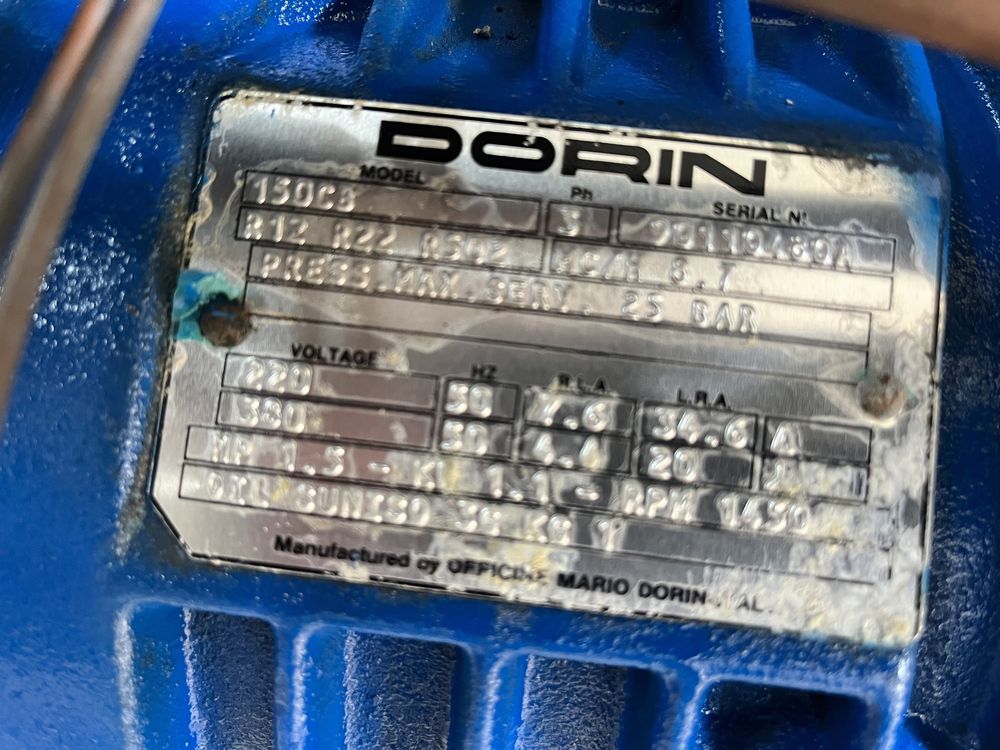 DORIN
MODEL Ph SERIAL N°
150CB 3
R12 R22 R502 MC/H 6.7
PRESS.MAX.SERV. 25 BAR
VOLTAGE HZ R.L.A. L.R.A.
220 50 7.6 34.6 A
380 50 4.4 20
HP 1.5 - KW 1.1 - RPM 1450
OIL SUNISO KG 1
Manufactured by OFFICINE MARIO DORIN